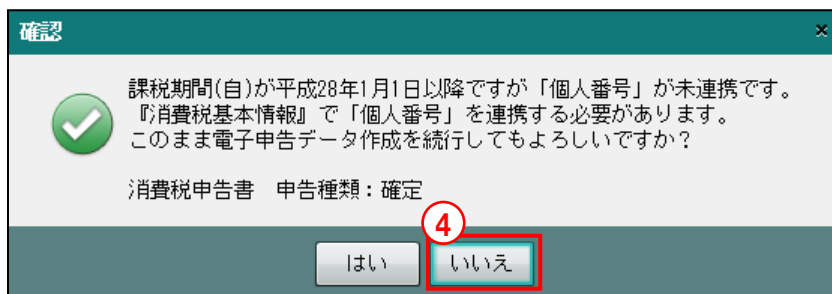 確認
×
課税期間(自)が平成28年1月1日以降ですが「個人番号」が未連携です。
『消費税基本情報』で「個人番号」を連携する必要があります。
このまま電子申告データ作成を続行してもよろしいですか？
消費税申告書　申告種類：確定
4
はい いいえ